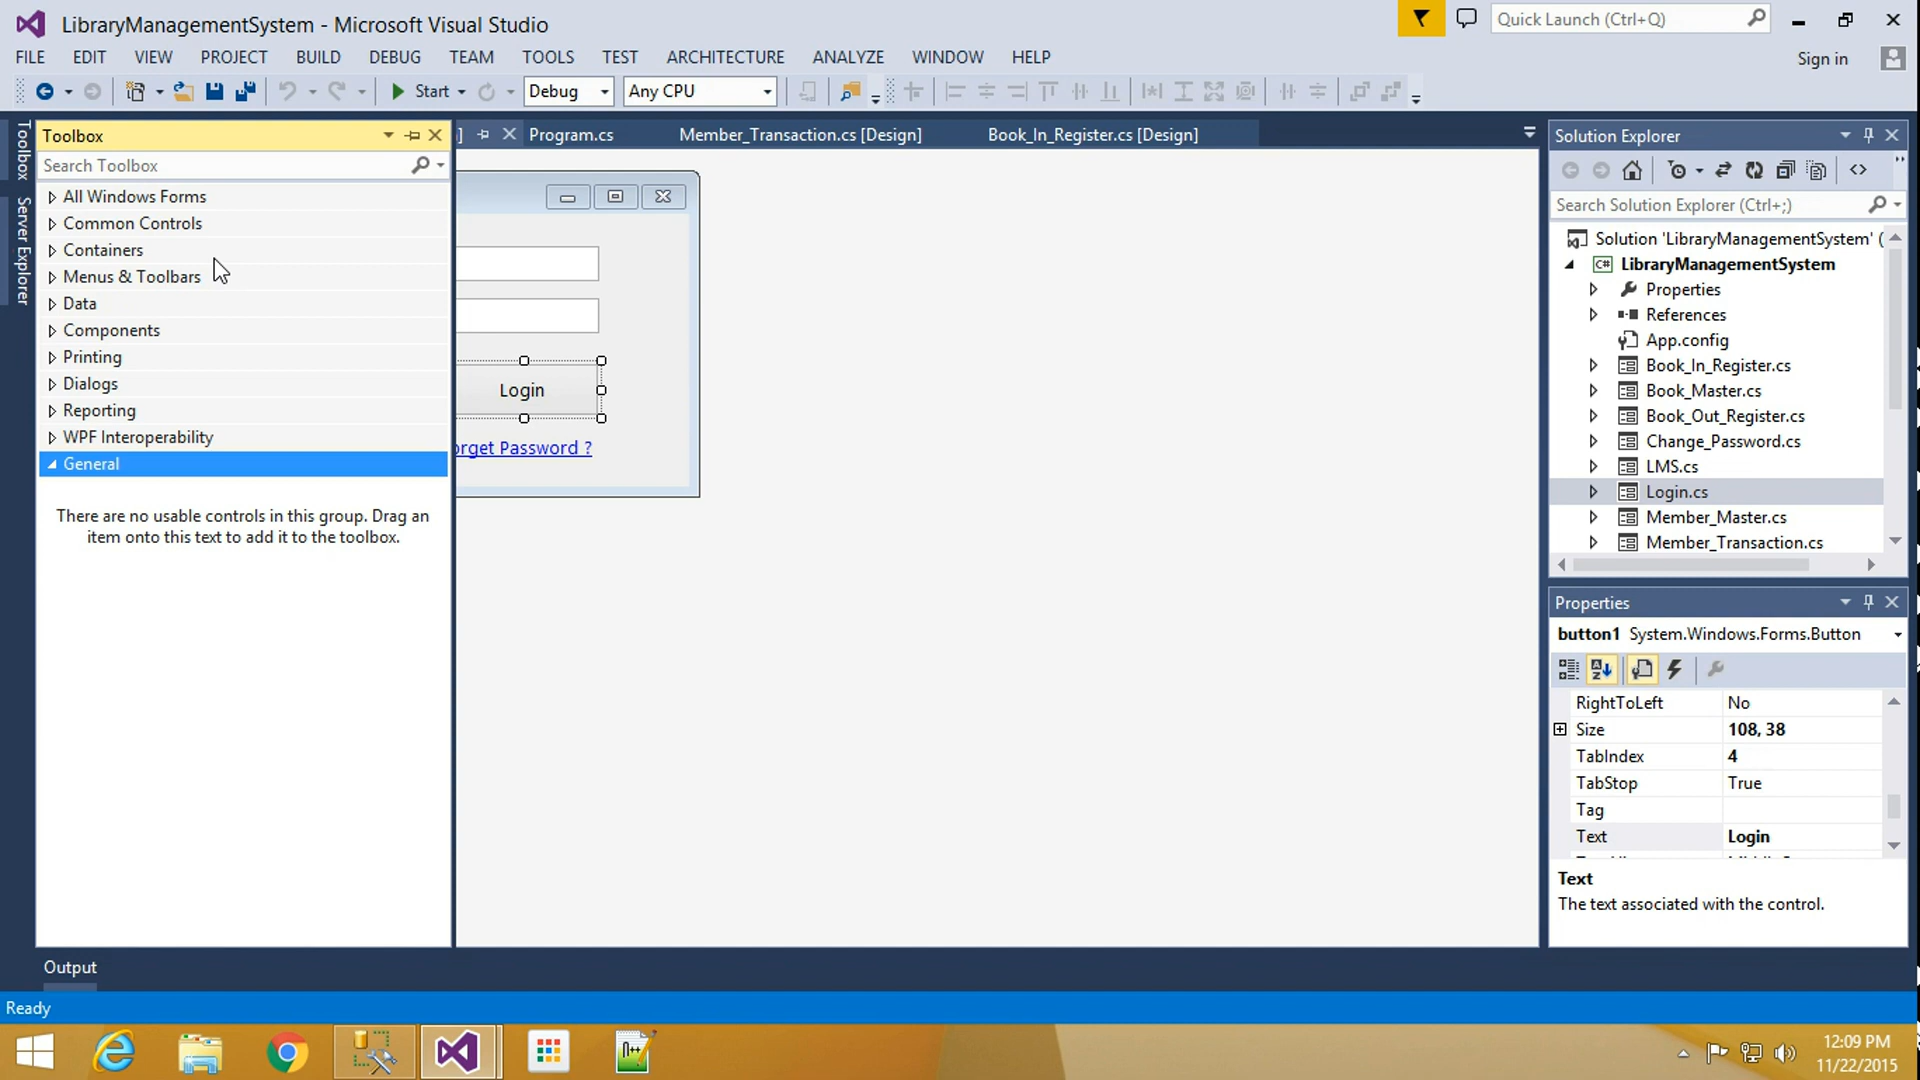 LibraryManagementSystem - Microsoft Visual Studio
Quick Launch (Ctrl+Q)
FILE EDIT VIEW PROJECT BUILD DEBUG TEAM TOOLS TEST ARCHITECTURE ANALYZE WINDOW HELP
Sign in
Start Debug Any CPU
Toolbox
Server Explorer
Toolbox
Search Toolbox
All Windows Forms
Common Controls
Containers
Menus & Toolbars
Data
Components
Printing
Dialogs
Reporting
WPF Interoperability
General
There are no usable controls in this group. Drag an
item onto this text to add it to the toolbox.
] Program.cs Member_Transaction.cs [Design] Book_In_Register.cs [Design]
Login
orget Password ?
Solution Explorer
Search Solution Explorer (Ctrl+;)
Solution 'LibraryManagementSystem' (
C# LibraryManagementSystem
Properties
References
App.config
Book_In_Register.cs
Book_Master.cs
Book_Out_Register.cs
Change_Password.cs
LMS.cs
Login.cs
Member_Master.cs
Member_Transaction.cs
Properties
button1 System.Windows.Forms.Button
RightToLeft No
Size 108, 38
TabIndex 4
TabStop True
Tag
Text Login
Text
The text associated with the control.
Output
Ready
12:09 PM
11/22/2015